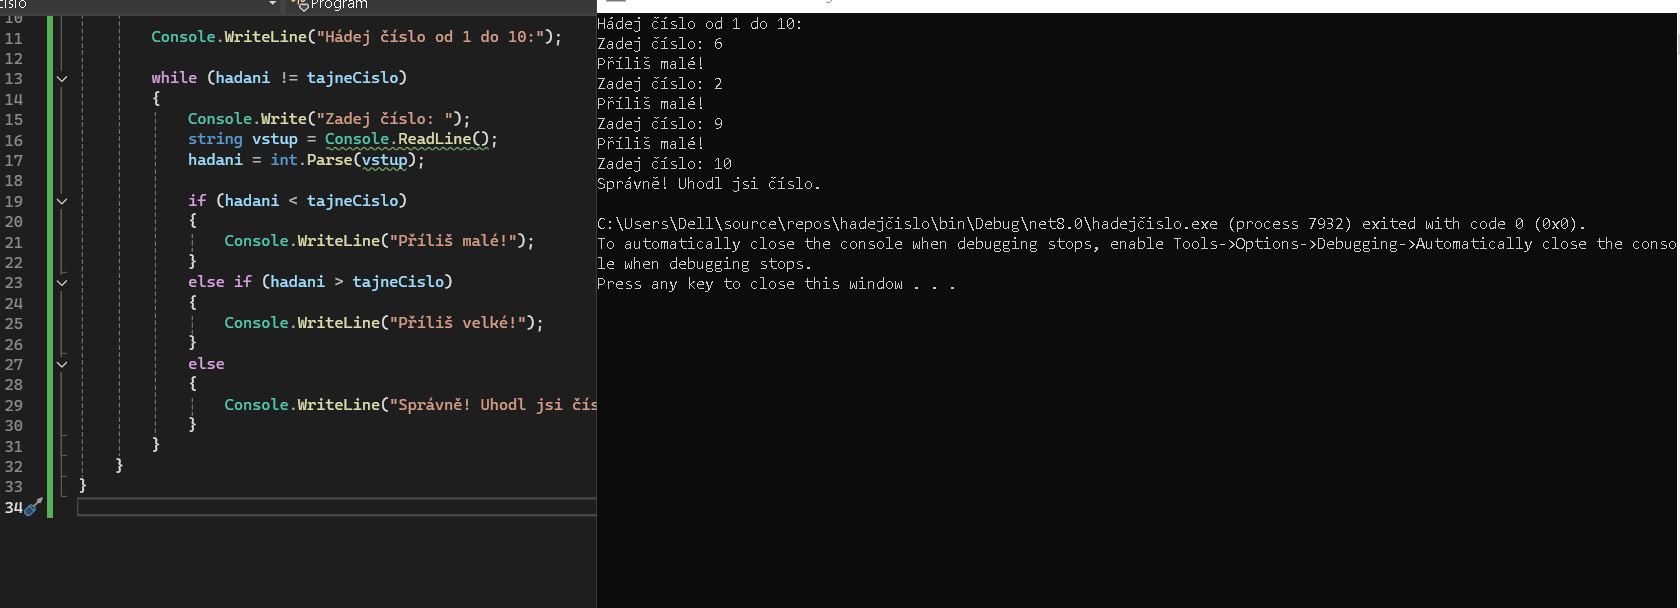 Program
10
11 Console.WriteLine("Hádej číslo od 1 do 10:");
12
13 while (hadani != tajneCislo)
14 {
15 Console.Write("Zadej číslo: ");
16 string vstup = Console.ReadLine();
17 hadani = int.Parse(vstup);
18
19 if (hadani < tajneCislo)
20 {
21 Console.WriteLine("Příliš malé!");
22 }
23 else if (hadani > tajneCislo)
24 {
25 Console.WriteLine("Příliš velké!");
26 }
27 else
28 {
29 Console.WriteLine("Správně! Uhodl jsi čís
30 }
31 }
32 }
33 }
34
Hádej číslo od 1 do 10:
Zadej číslo: 6
Příliš malé!
Zadej číslo: 2
Příliš malé!
Zadej číslo: 9
Příliš malé!
Zadej číslo: 10
Správně! Uhodl jsi číslo.
C:\Users\Dell\source\repos\hadejčislo\bin\Debug\net8.0\hadejčislo.exe (process 7932) exited with code 0 (0x0).
To automatically close the console when debugging stops, enable Tools->Options->Debugging->Automatically close the conso
le when debugging stops.
Press any key to close this window . . .